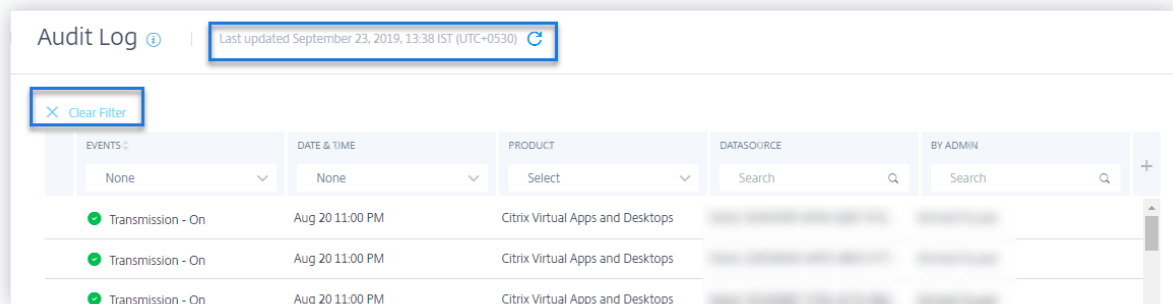 Audit Log
Last updated September 23, 2019, 13:38 IST (UTC+0530)
Clear Filter
EVENTS DATE & TIME PRODUCT DATASOURCE BY ADMIN
None None Select Search Search
Transmission - On Aug 20 11:00 PM Citrix Virtual Apps and Desktops
Transmission - On Aug 20 11:00 PM Citrix Virtual Apps and Desktops
Transmission - On Aug 20 11:00 PM Citrix Virtual Apps and Desktops